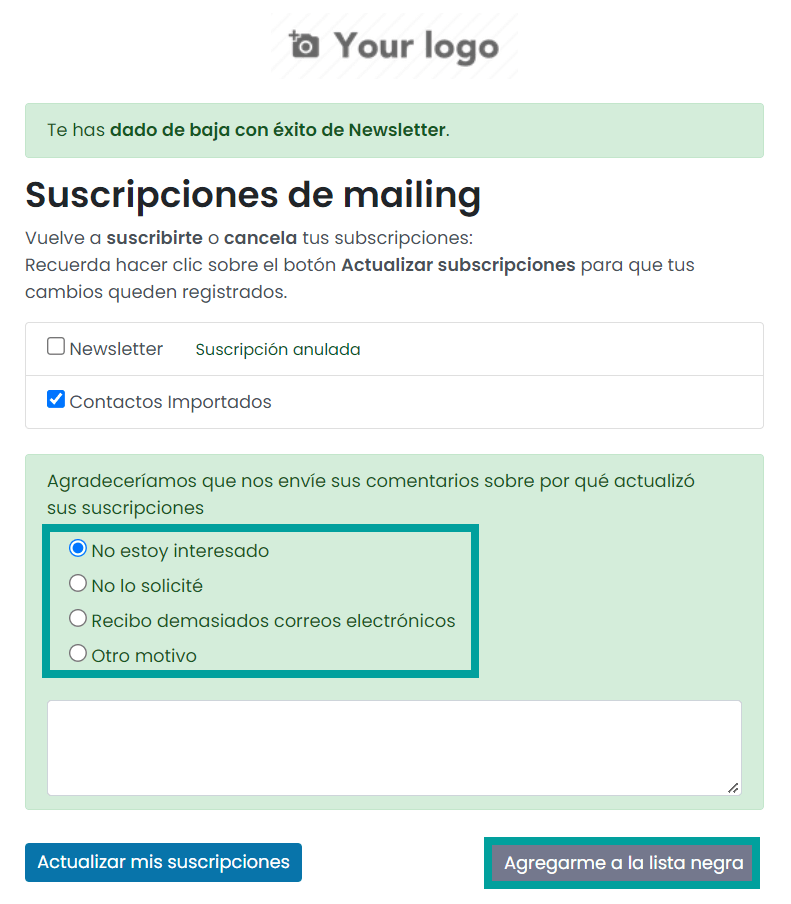 Your logo
Te has dado de baja con éxito de Newsletter.
Suscripciones de mailing
Vuelve a suscribirte o cancela tus subscripciones:
Recuerda hacer clic sobre el botón Actualizar subscripciones para que tus
cambios queden registrados.
Newsletter Suscripción anulada
Contactos Importados
Agradeceríamos que nos envíe sus comentarios sobre por qué actualizó
sus suscripciones
No estoy interesado
No lo solicité
Recibo demasiados correos electrónicos
Otro motivo
Actualizar mis suscripciones Agregarme a la lista negra